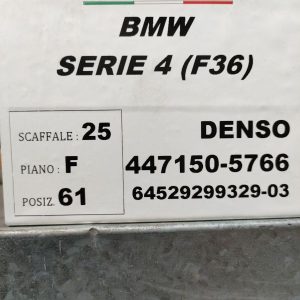 BMW
SERIE 4 (F36)
SCAFFALE : 25
PIANO : F
POSIZ. 61
DENSO
447150-5766
64529299329-03